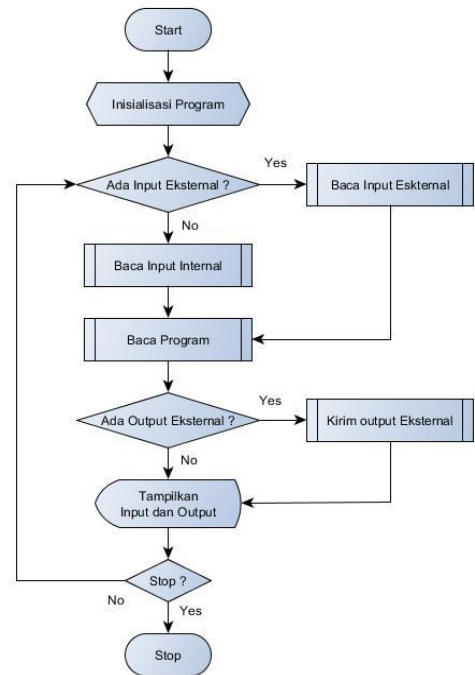 Start
Inisialisasi Program
Ada Input Eksternal ?
Yes
Baca Input Eskternal
No
Baca Input Internal
Baca Program
Ada Output Eksternal ?
Yes
Kirim output Eksternal
No
Tampilkan
Input dan Output
Stop ?
No
Yes
Stop